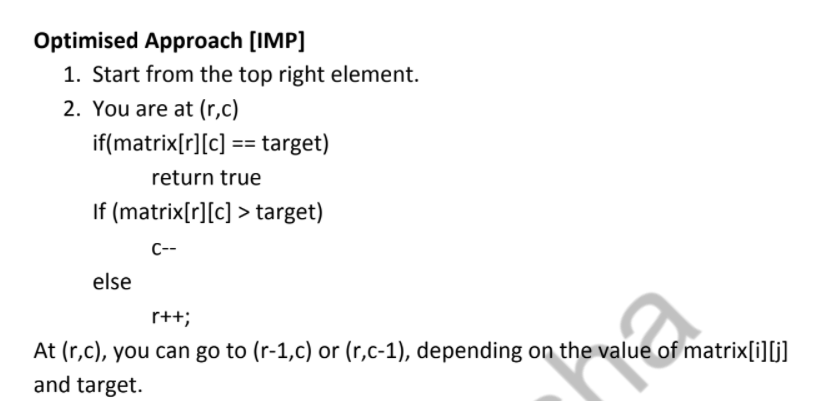 Optimised Approach [IMP]
1. Start from the top right element.
2. You are at (r,c)
if(matrix[r][c] == target)
return true
If (matrix[r][c] > target)
c--
else
r++;
At (r,c), you can go to (r-1,c) or (r,c-1), depending on the value of matrix[i][j]
and target.